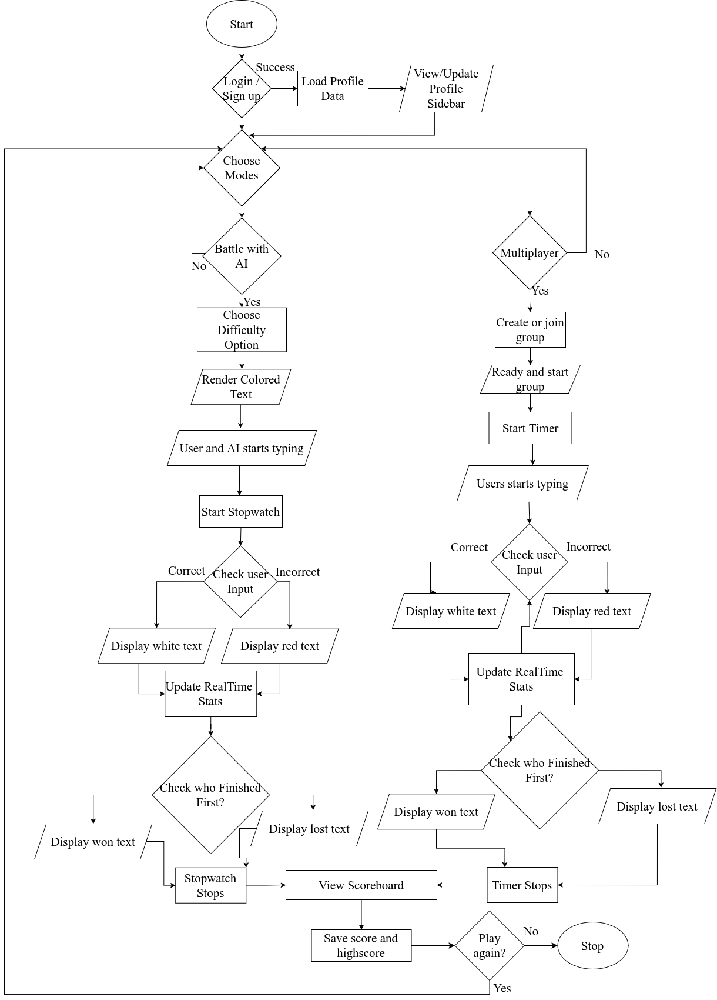 Start
Success
Login /
Sign up
Load Profile
Data
View/Update
Profile
Sidebar
Choose
Modes
Battle with
AI
No
Yes
Multiplayer
No
Yes
Choose
Difficulty
Option
Create or join
group
Render Colored
Text
Ready and start
group
User and AI starts typing
Start Timer
Start Stopwatch
Users starts typing
Correct
Check user
Input
Incorrect
Correct
Check user
Input
Incorrect
Display white text
Display red text
Display white text
Display red text
Update RealTime
Stats
Update RealTime
Stats
Check who Finished
First?
Check who Finished
First?
Display won text
Display lost text
Display won text
Display lost text
Stopwatch
Stops
View Scoreboard
Timer Stops
Save score and
highscore
Play
again?
No
Stop
Yes